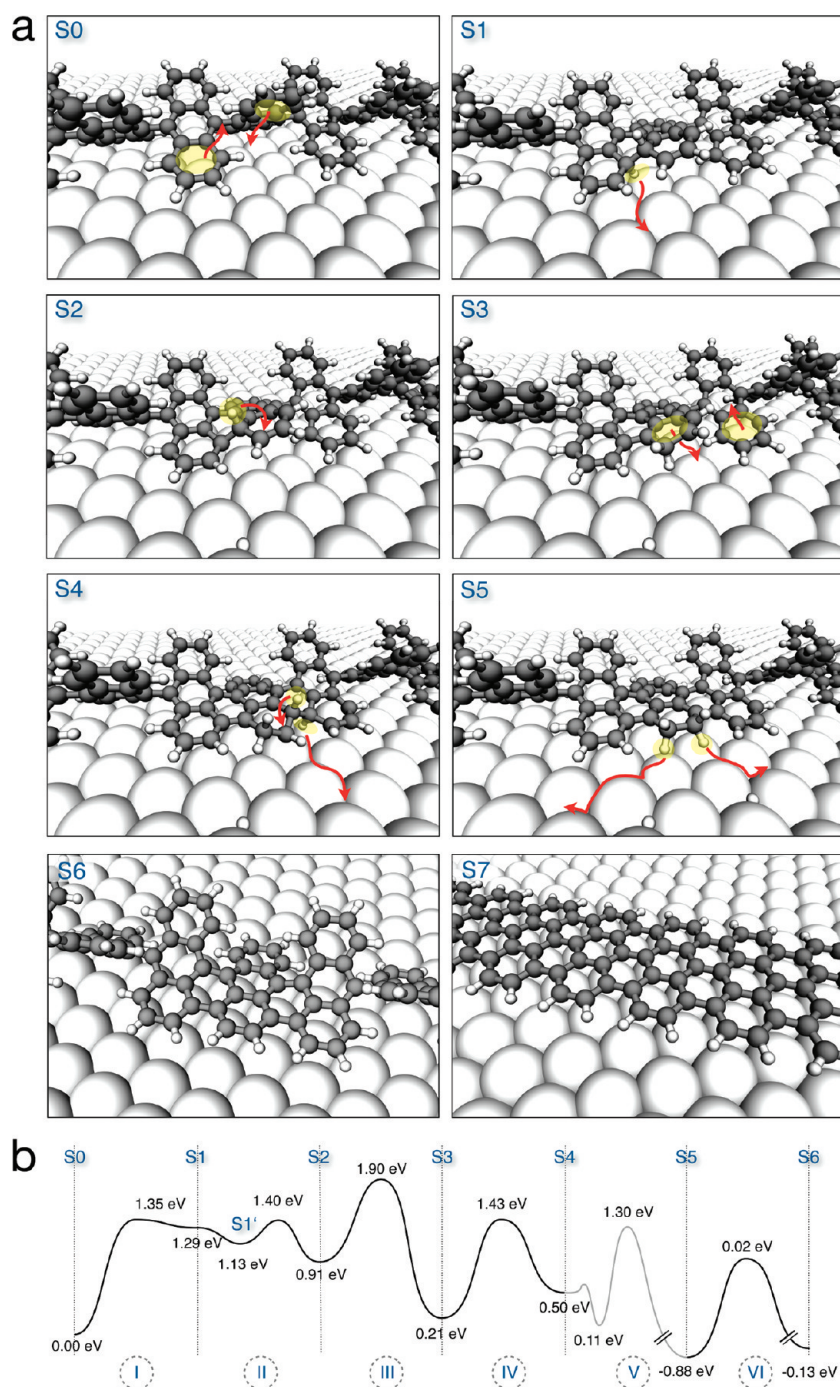 a
S0
S1
S2
S3
S4
S5
S6
S7
b
S0 S1 S2 S3 S4 S5 S6
1.35 eV
S1'
1.40 eV
1.90 eV
1.43 eV
1.30 eV
0.02 eV
1.29 eV
1.13 eV
0.91 eV
0.50 eV
0.00 eV
0.21 eV
0.11 eV
-0.88 eV
-0.13 eV
I II III IV V VI